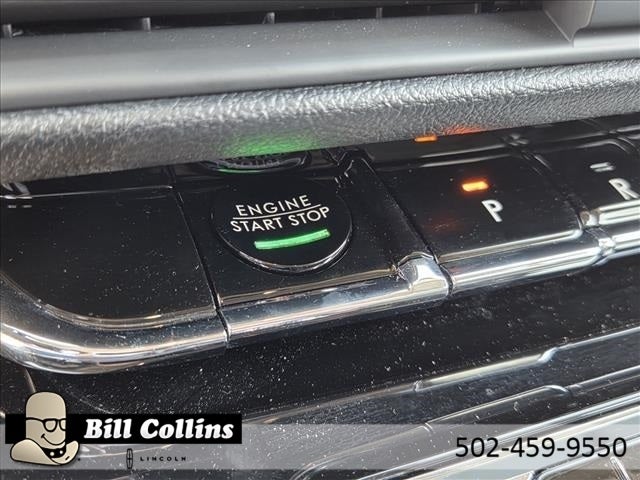 ENGINE
START STOP
P
R
Bill Collins
LINCOLN
502-459-9550